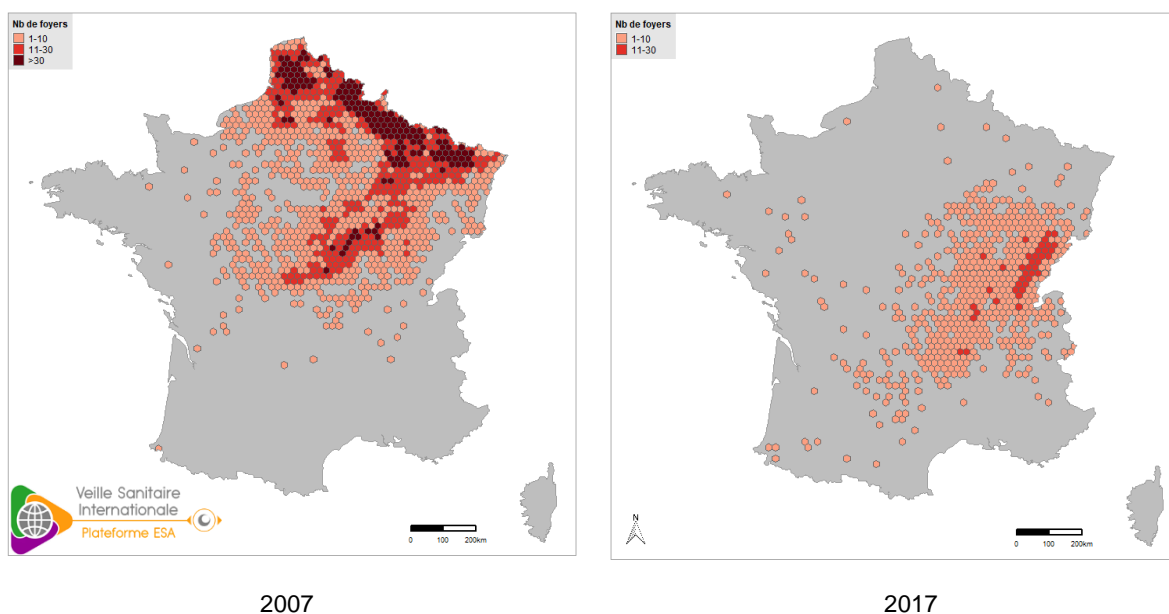 Nb de foyers
1-10
11-30
>30
Veille Sanitaire
Internationale
Plateforme ESA
0 100 200km
2007
Nb de foyers
1-10
11-30
N
0 100 200km
2017